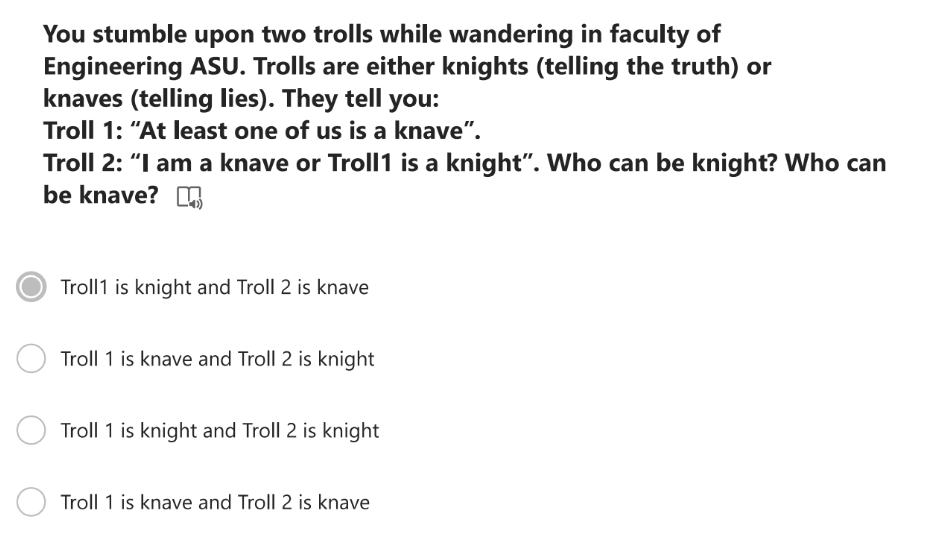 You stumble upon two trolls while wandering in faculty of
Engineering ASU. Trolls are either knights (telling the truth) or
knaves (telling lies). They tell you:
Troll 1: “At least one of us is a knave”.
Troll 2: “I am a knave or Troll1 is a knight”. Who can be knight? Who can
be knave?
Troll1 is knight and Troll 2 is knave
Troll 1 is knave and Troll 2 is knight
Troll 1 is knight and Troll 2 is knight
Troll 1 is knave and Troll 2 is knave